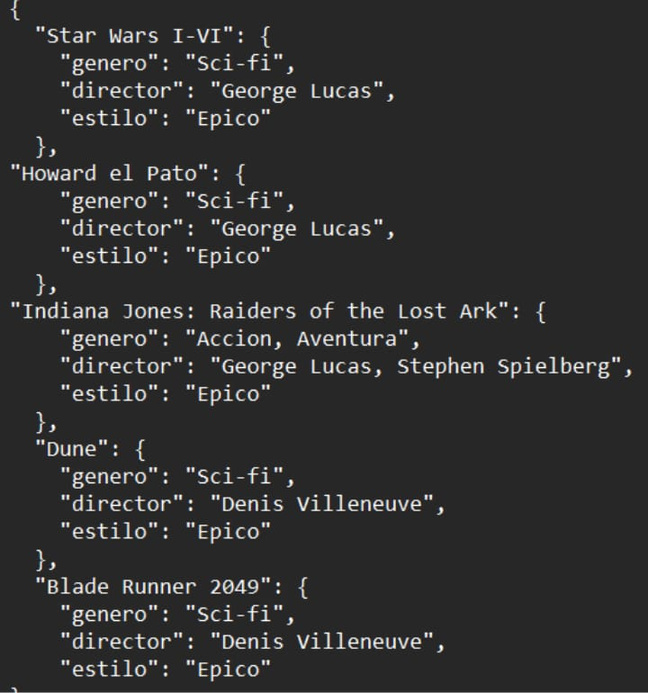 {
  "Star Wars I-VI": {
    "genero": "Sci-fi",
    "director": "George Lucas",
    "estilo": "Epico"
  },
"Howard el Pato": {
    "genero": "Sci-fi",
    "director": "George Lucas",
    "estilo": "Epico"
  },
"Indiana Jones: Raiders of the Lost Ark": {
    "genero": "Accion, Aventura",
    "director": "George Lucas, Stephen Spielberg",
    "estilo": "Epico"
  },
  "Dune": {
    "genero": "Sci-fi",
    "director": "Denis Villeneuve",
    "estilo": "Epico"
  },
  "Blade Runner 2049": {
    "genero": "Sci-fi",
    "director": "Denis Villeneuve",
    "estilo": "Epico"